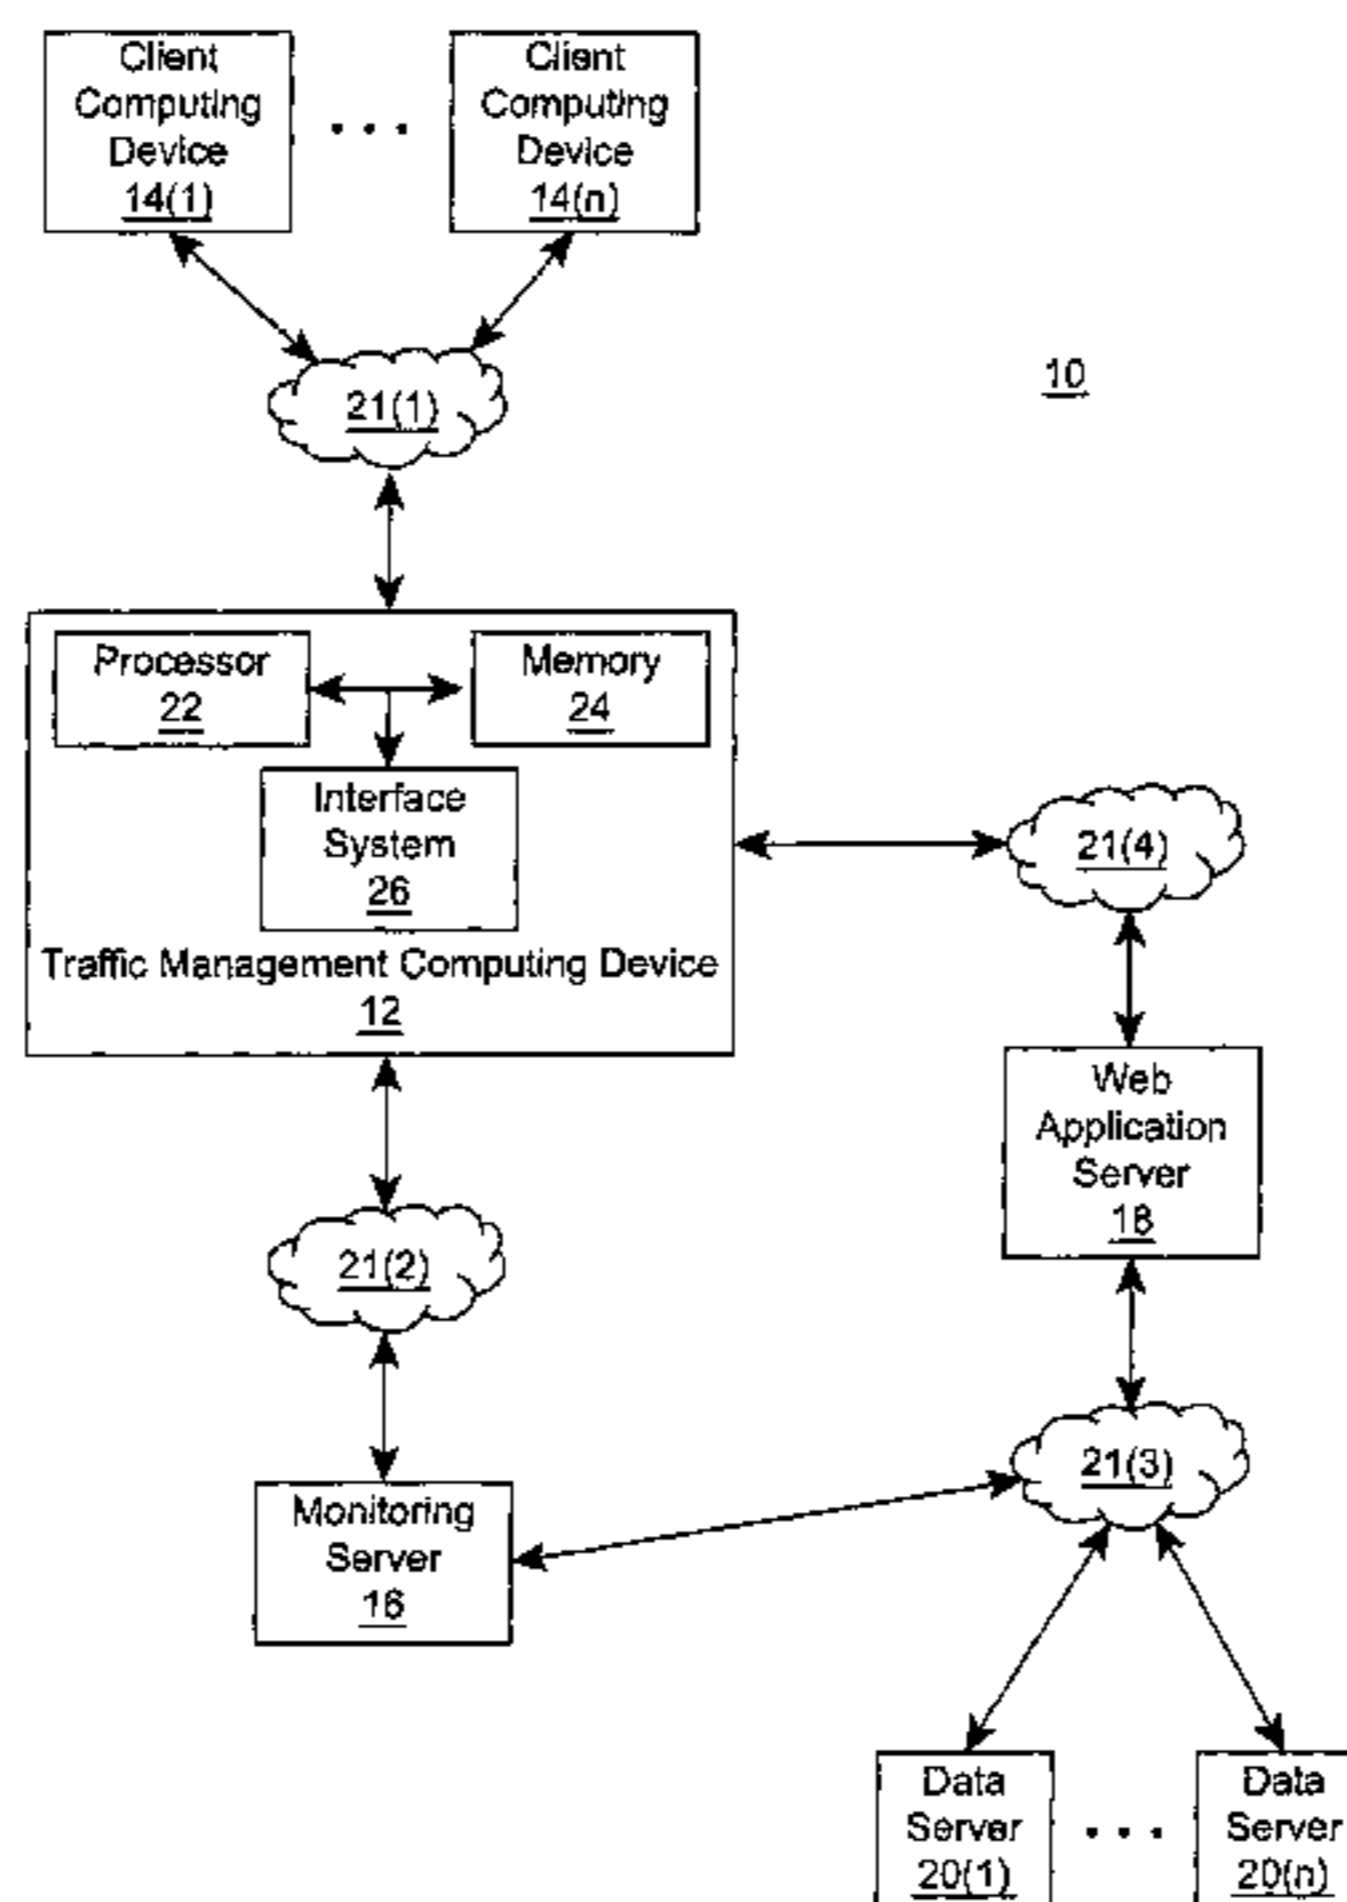 Client
Computing
Device
14(1)
Client
Computing
Device
14(n)
21(1)
10
Processor
22
Memory
24
Interface
System
26
Traffic Management Computing Device
12
21(4)
Web
Application
Server
18
21(2)
21(3)
Monitoring
Server
16
Data
Server
20(1)
Data
Server
20(n)